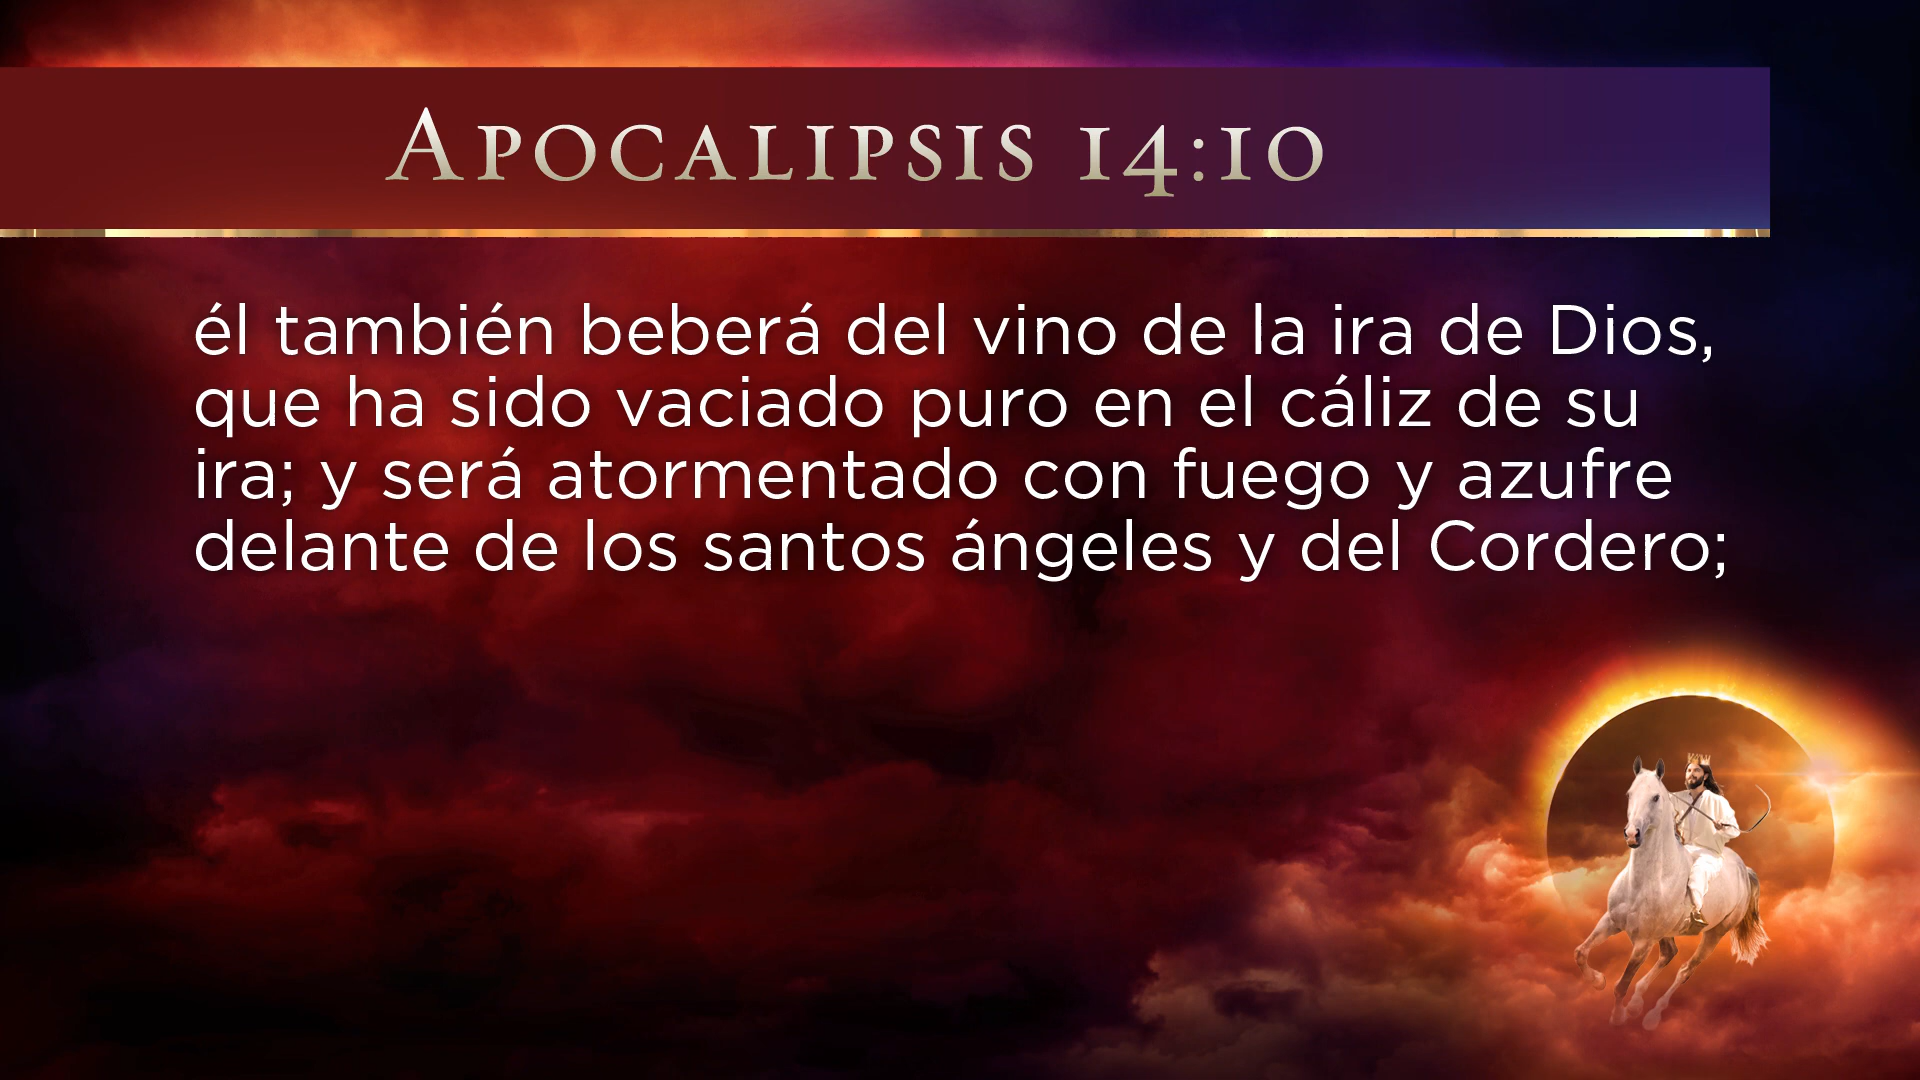 Apocalipsis 14:10
él también beberá del vino de la ira de Dios,
que ha sido vaciado puro en el cáliz de su
ira; y será atormentado con fuego y azufre
delante de los santos ángeles y del Cordero;